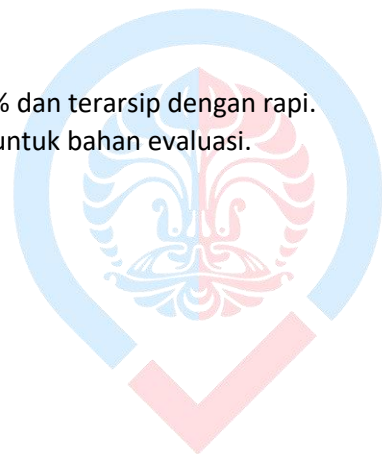 % dan terarsip dengan rapi.
untuk bahan evaluasi.